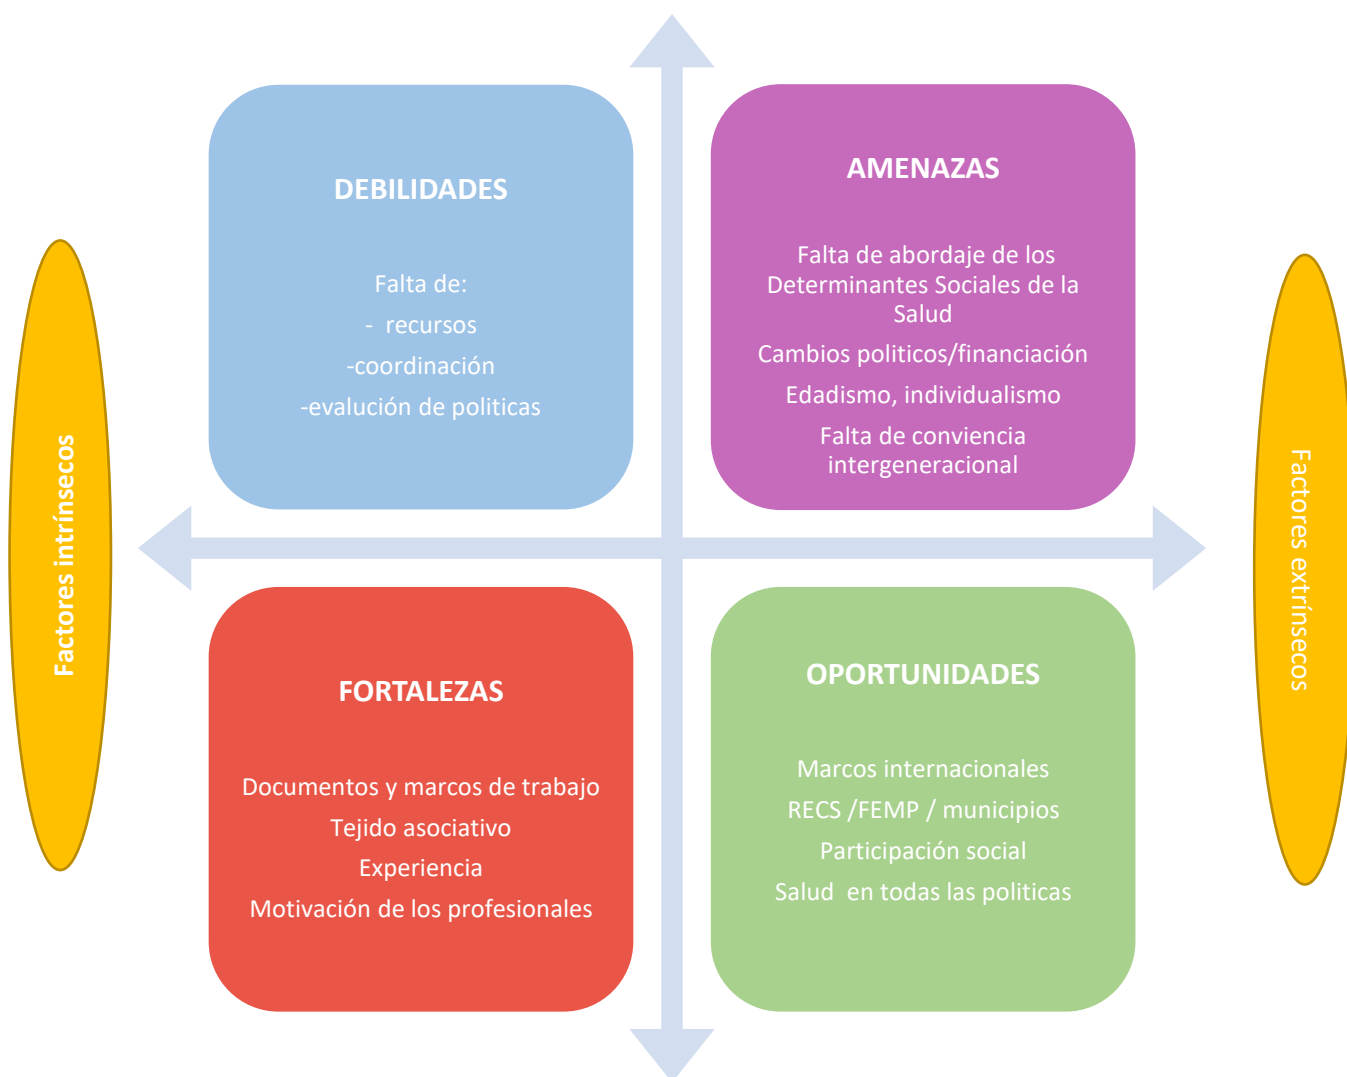 Factores intrínsecos
DEBILIDADES
Falta de:
- recursos
-coordinación
-evalución de politicas
AMENAZAS
Falta de abordaje de los
Determinantes Sociales de la
Salud
Cambios politicos/financiación
Edadismo, individualismo
Falta de conviencia
intergeneracional
FORTALEZAS
Documentos y marcos de trabajo
Tejido asociativo
Experiencia
Motivación de los profesionales
OPORTUNIDADES
Marcos internacionales
RECS /FEMP / municipios
Participación social
Salud en todas las politicas
Factores extrínsecos